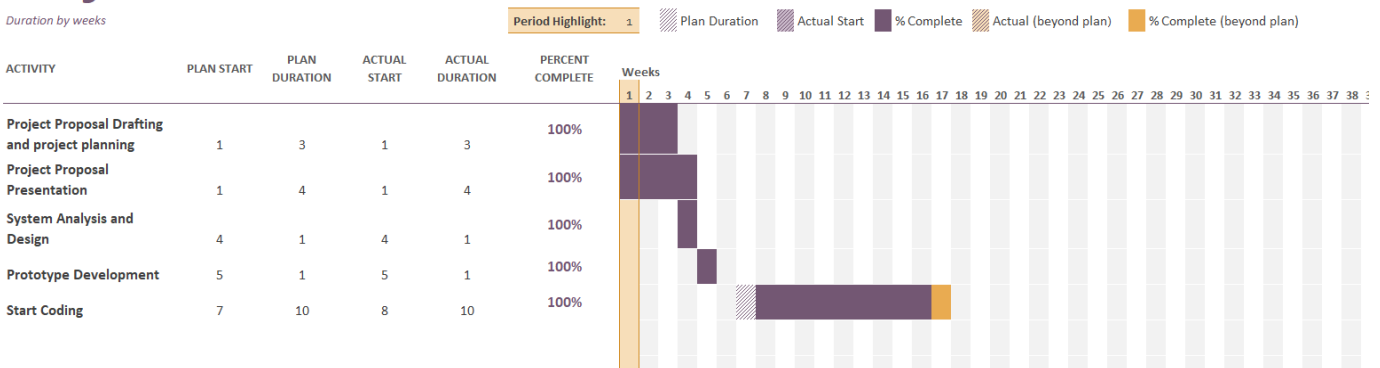 Duration by weeks
Period Highlight: 1 Plan Duration Actual Start % Complete Actual (beyond plan) % Complete (beyond plan)
ACTIVITY PLAN START PLAN DURATION ACTUAL START ACTUAL DURATION PERCENT COMPLETE Weeks
1 2 3 4 5 6 7 8 9 10 11 12 13 14 15 16 17 18 19 20 21 22 23 24 25 26 27 28 29 30 31 32 33 34 35 36 37 38
Project Proposal Drafting
and project planning 1 3 1 3 100%
Project Proposal
Presentation 1 4 1 4 100%
System Analysis and
Design 4 1 4 1 100%
Prototype Development 5 1 5 1 100%
Start Coding 7 10 8 10 100%